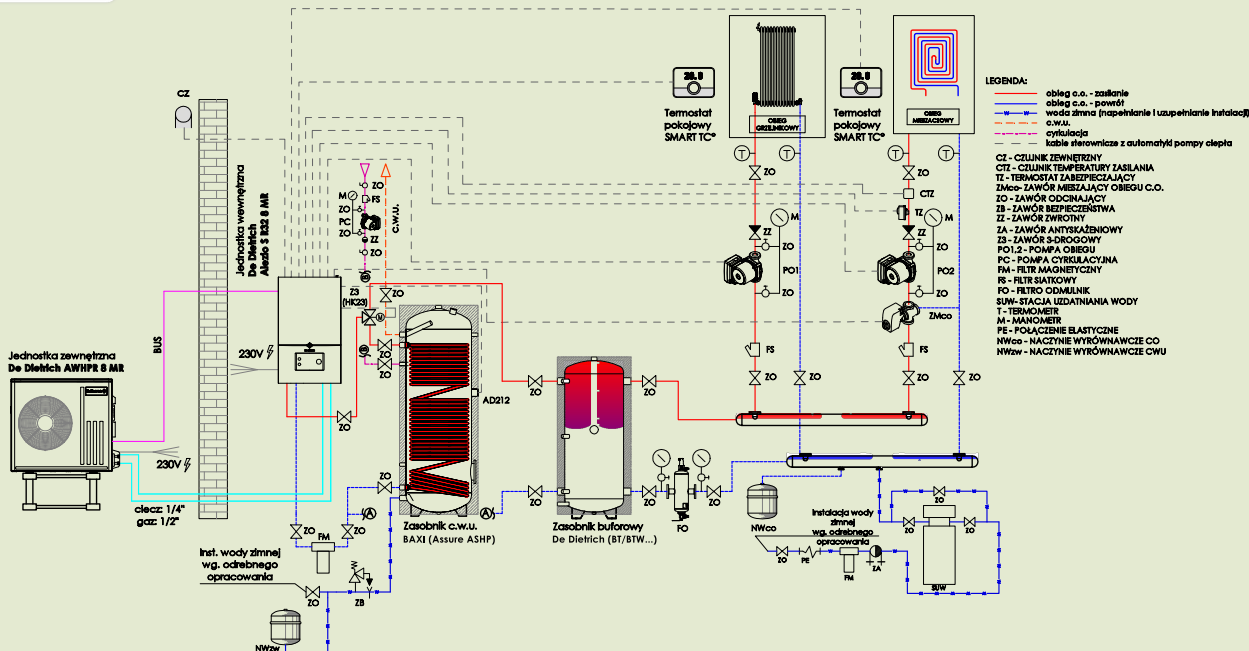 CZ
Jednostka wewnętrzna
De Dietrich
Alezio S R32 8 MR
BUS
230V
Jednostka zewnętrzna
De Dietrich AWHPR 8 MR
230V
ciecz: 1/4"
gaz: 1/2"
ZO
M
FS
ZO
PC
ZO
ZZ
ZO
c.w.u.
Z3
(HK23)
ZO
M
ZO
ZO
ZO
AD212
ZO
ZO
ZO
FM
ZO
A
Zasobnik c.w.u.
BAXI (Assure ASHP)
Inst. wody zimnej
wg. odrebnego
opracowania
ZO
ZB
NWzw
A
ZO
ZO
ZO
ZO
ZO
FO
Zasobnik buforowy
De Dietrich (BT/BTW...)
20.5
Termostat
pokojowy
SMART TC°
OBIEG
GRZEJNIKOWY
T
T
ZO
M
ZZ
ZO
PO1
ZO
FS
ZO
ZO
20.5
Termostat
pokojowy
SMART TC°
OBIEG
MIESZACZOWY
T
T
ZO
CTZ
TZ
M
ZZ
ZO
PO2
ZO
ZMco
FS
ZO
ZO
NWco
Instalacja wody
zimnej
wg. odrebnego
opracowania
ZO
PE
FM
ZA
ZO
ZO
ZO
SUW
LEGENDA:
obieg c.o. - zasilanie
obieg c.o. - powrót
woda zimna (napełnianie i uzupełnianie instalacji)
c.w.u.
cyrkulacja
kable sterownicze z automatyki pompy ciepła
CZ - CZUJNIK ZEWNĘTRZNY
CTZ - CZUJNIK TEMPERATURY ZASILANIA
TZ - TERMOSTAT ZABEZPIECZAJĄCY
ZMco- ZAWÓR MIESZAJĄCY OBIEGU C.O.
ZO - ZAWÓR ODCINAJĄCY
ZB - ZAWÓR BEZPIECZEŃSTWA
ZZ - ZAWÓR ZWROTNY
ZA - ZAWÓR ANTYSKAŻENIOWY
Z3 - ZAWÓR 3-DROGOWY
PO1,2 - POMPA OBIEGU
PC - POMPA CYRKULACYJNA
FM - FILTR MAGNETYCZNY
FS - FILTR SIATKOWY
FO - FILTRO ODMULNIK
SUW- STACJA UZDATNIANIA WODY
T - TERMOMETR
M - MANOMETR
PE - POŁĄCZENIE ELASTYCZNE
NWco - NACZYNIE WYRÓWNAWCZE CO
NWzw - NACZYNIE WYRÓWNAWCZE CWU